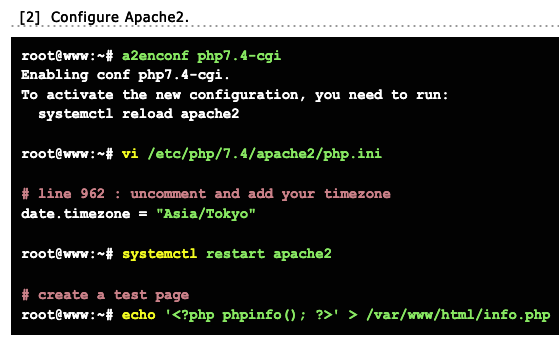 [2] Configure Apache2.
root@www:~# a2enconf php7.4-cgi
Enabling conf php7.4-cgi.
To activate the new configuration, you need to run:
  systemctl reload apache2
root@www:~# vi /etc/php/7.4/apache2/php.ini
# line 962 : uncomment and add your timezone
date.timezone = "Asia/Tokyo"
root@www:~# systemctl restart apache2
# create a test page
root@www:~# echo '<?php phpinfo(); ?>' > /var/www/html/info.php